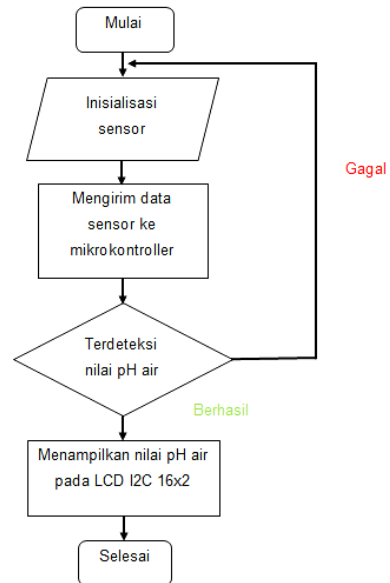 Mulai
Inisialisasi
sensor
Gagal
Mengirim data
sensor ke
mikrokontroller
Terdeteksi
nilai pH air
Berhasil
Menampilkan nilai pH air
pada LCD I2C 16x2
Selesai